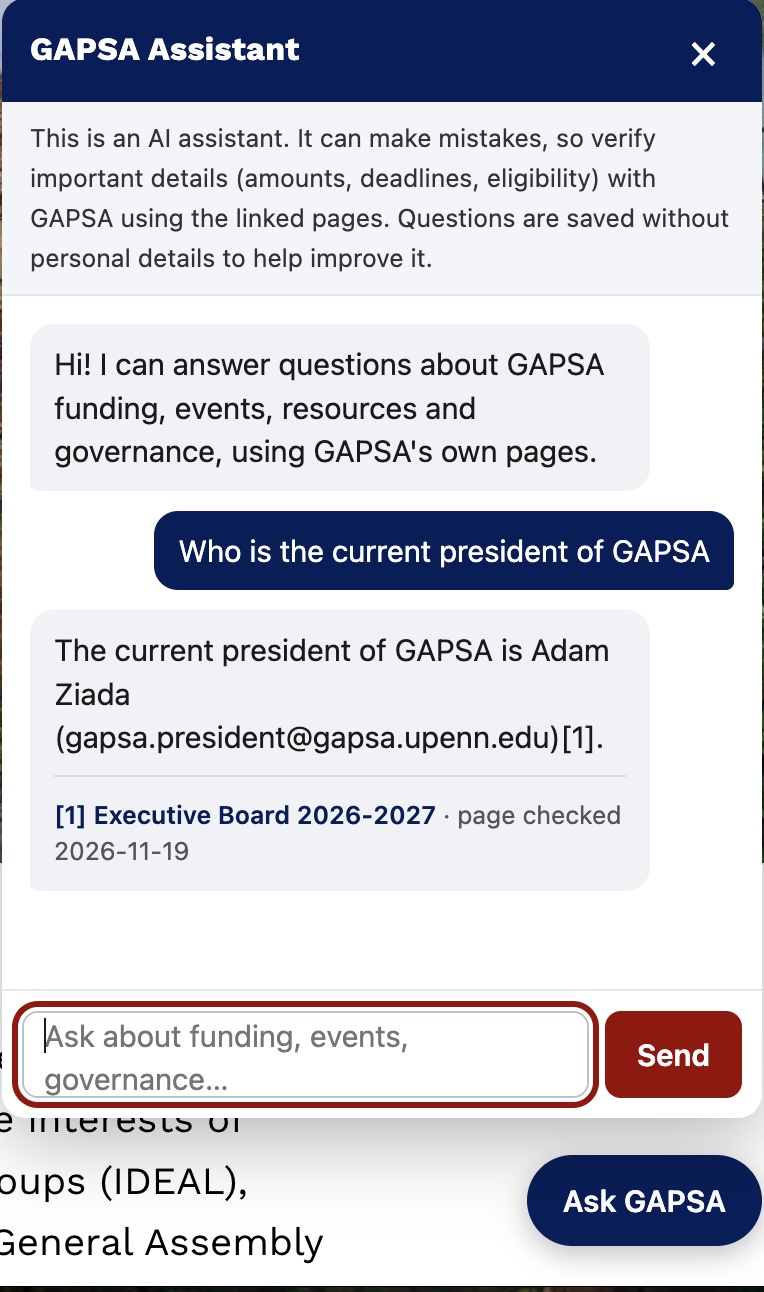 GAPSA Assistant ×
This is an AI assistant. It can make mistakes, so verify
important details (amounts, deadlines, eligibility) with
GAPSA using the linked pages. Questions are saved without
personal details to help improve it.
Hi! I can answer questions about GAPSA
funding, events, resources and
governance, using GAPSA's own pages.
Who is the current president of GAPSA
The current president of GAPSA is Adam
Ziada
(gapsa.president@gapsa.upenn.edu)[1].
[1] Executive Board 2026-2027 · page checked
2026-11-19
Ask about funding, events,
governance...
Send
e interests of
oups (IDEAL),
Ask GAPSA
General Assembly